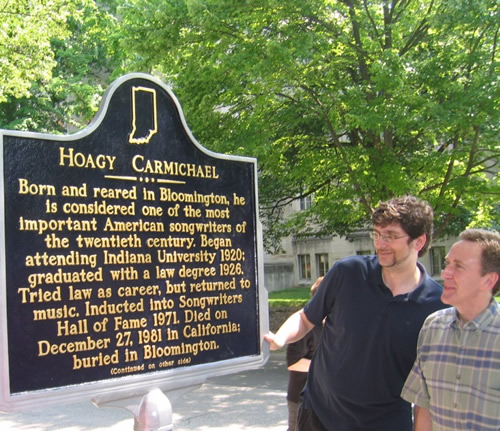 HOAGY CARMICHAEL
Born and reared in Bloomington, he
is considered one of the most
important American songwriters of
the twentieth century. Began
attending Indiana University 1920;
graduated with a law degree 1926.
Tried law as career, but returned to
music. Inducted into Songwriters
Hall of Fame 1971. Died on
December 27, 1981 in California;
buried in Bloomington.
(Continued on other side)